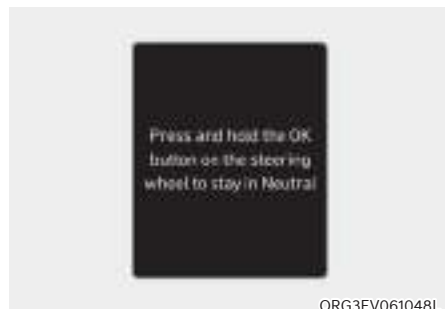 Press and hold the OK
button on the steering
wheel to stay in Neutral
ORG3EV061048L